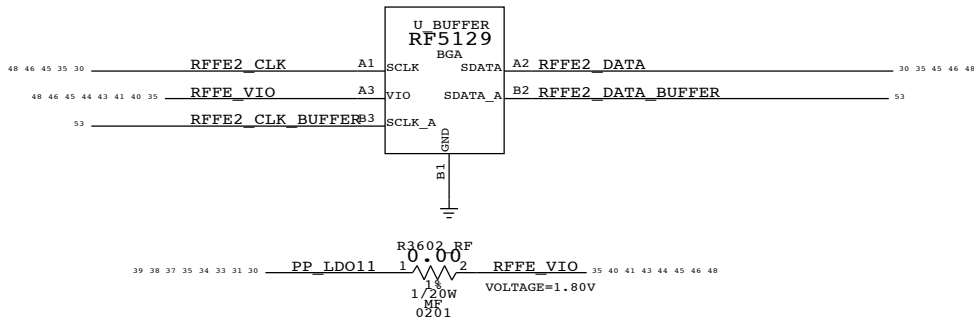 U_BUFFER
RF5129
BGA
48 46 45 35 30 RFFE2_CLK A1 SCLK SDATA A2 RFFE2_DATA 30 35 45 46 48
48 46 45 44 43 41 40 35 RFFE_VIO A3 VIO SDATA_A B2 RFFE2_DATA_BUFFER 53
53 RFFE2_CLK_BUFFER B3 SCLK_A
GND
B1
R3602_RF
0.00
39 38 37 35 34 33 31 30 PP_LDO11 1 2 RFFE_VIO 35 40 41 43 44 45 46 48
1% VOLTAGE=1.80V
1/20W
MF
0201